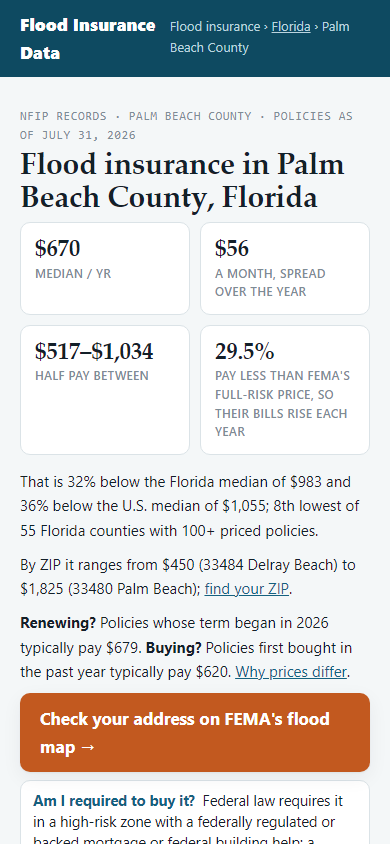 Flood Insurance Data
Flood insurance › Florida › Palm Beach County
NFIP RECORDS · PALM BEACH COUNTY · POLICIES AS OF JULY 31, 2026
Flood insurance in Palm Beach County, Florida
$670
MEDIAN / YR
$56
A MONTH, SPREAD OVER THE YEAR
$517–$1,034
HALF PAY BETWEEN
29.5%
PAY LESS THAN FEMA'S FULL-RISK PRICE, SO THEIR BILLS RISE EACH YEAR
That is 32% below the Florida median of $983 and
36% below the U.S. median of $1,055; 8th lowest of
55 Florida counties with 100+ priced policies.
By ZIP it ranges from $450 (33484 Delray Beach) to
$1,825 (33480 Palm Beach); find your ZIP.
Renewing? Policies whose term began in 2026
typically pay $679. Buying? Policies first bought in
the past year typically pay $620. Why prices differ.
Check your address on FEMA's flood
map →
Am I required to buy it? Federal law requires it
in a high-risk zone with a federally regulated or
backed mortgage or federal building help; a